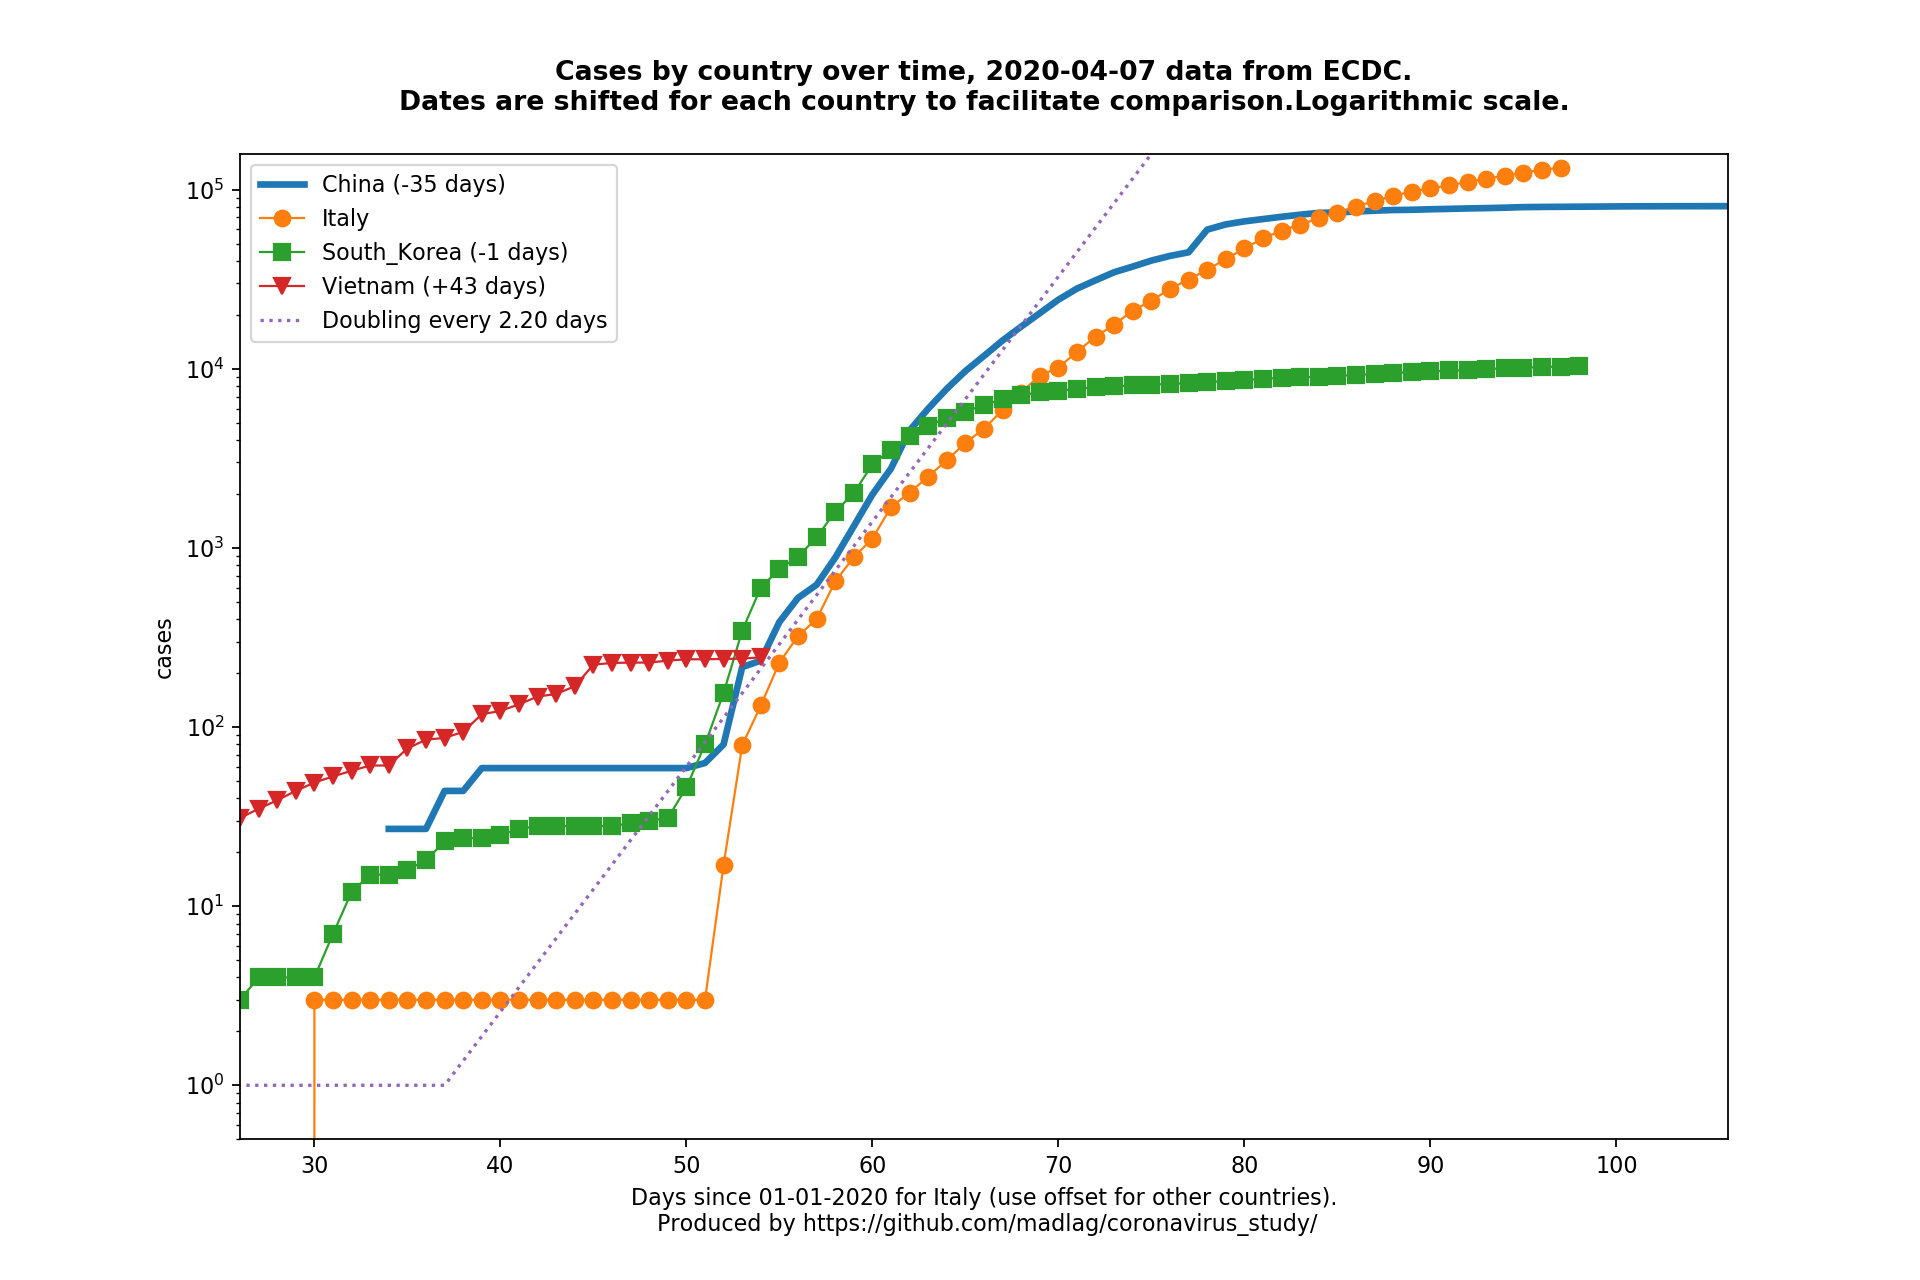 Cases by country over time, 2020-04-07 data from ECDC.
Dates are shifted for each country to facilitate comparison.Logarithmic scale.
China (-35 days)
Italy
South_Korea (-1 days)
Vietnam (+43 days)
Doubling every 2.20 days
10^5
10^4
10^3
10^2
10^1
10^0
cases
30 40 50 60 70 80 90 100
Days since 01-01-2020 for Italy (use offset for other countries).
Produced by https://github.com/madlag/coronavirus_study/